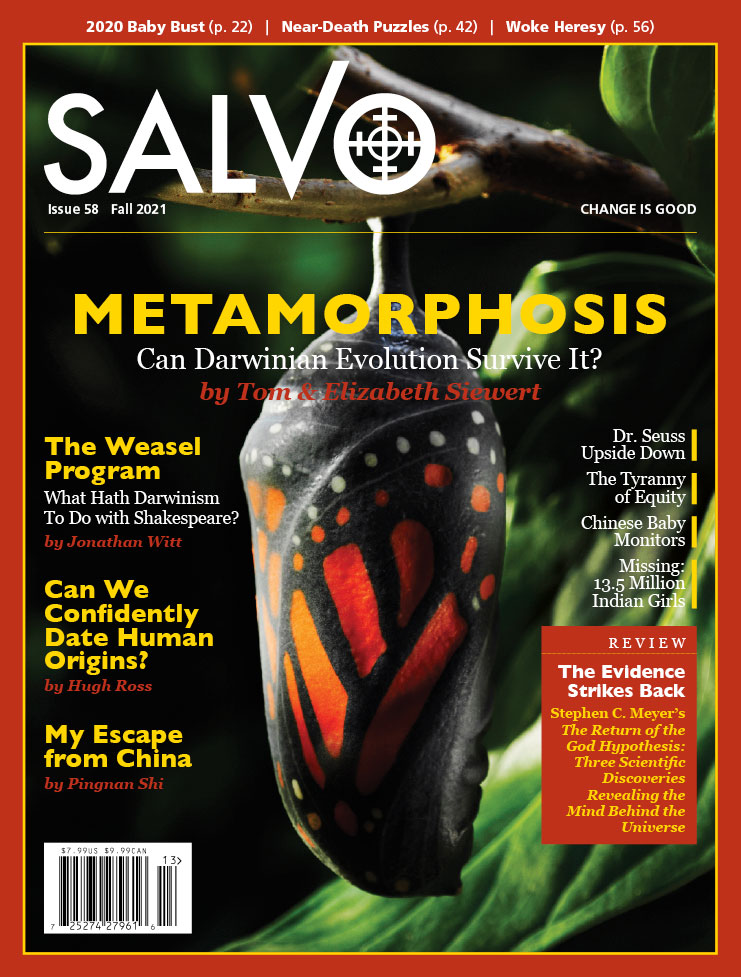 2020 Baby Bust (p. 22) | Near-Death Puzzles (p. 42) | Woke Heresy (p. 56)
SALVO
Issue 58 Fall 2021
CHANGE IS GOOD
METAMORPHOSIS
Can Darwinian Evolution Survive It?
by Tom & Elizabeth Siewert
The Weasel
Program
What Hath Darwinism
To Do with Shakespeare?
by Jonathan Witt
Can We
Confidently
Date Human
Origins?
by Hugh Ross
My Escape
from China
by Pingnan Shi
Dr. Seuss
Upside Down
The Tyranny
of Equity
Chinese Baby
Monitors
Missing:
13.5 Million
Indian Girls
REVIEW
The Evidence
Strikes Back
Stephen C. Meyer's
The Return of the
God Hypothesis:
Three Scientific
Discoveries
Revealing the
Mind Behind the
Universe
$7.99US $9.99CAN
13>
7 25274 27961 6